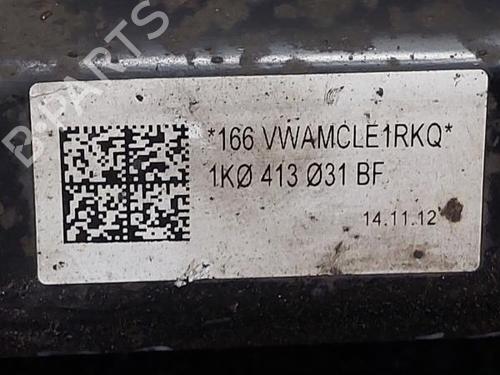 B-PARTS
*166 VWAMCLE1RKQ*
1KØ 413 Ø31 BF
14.11.12